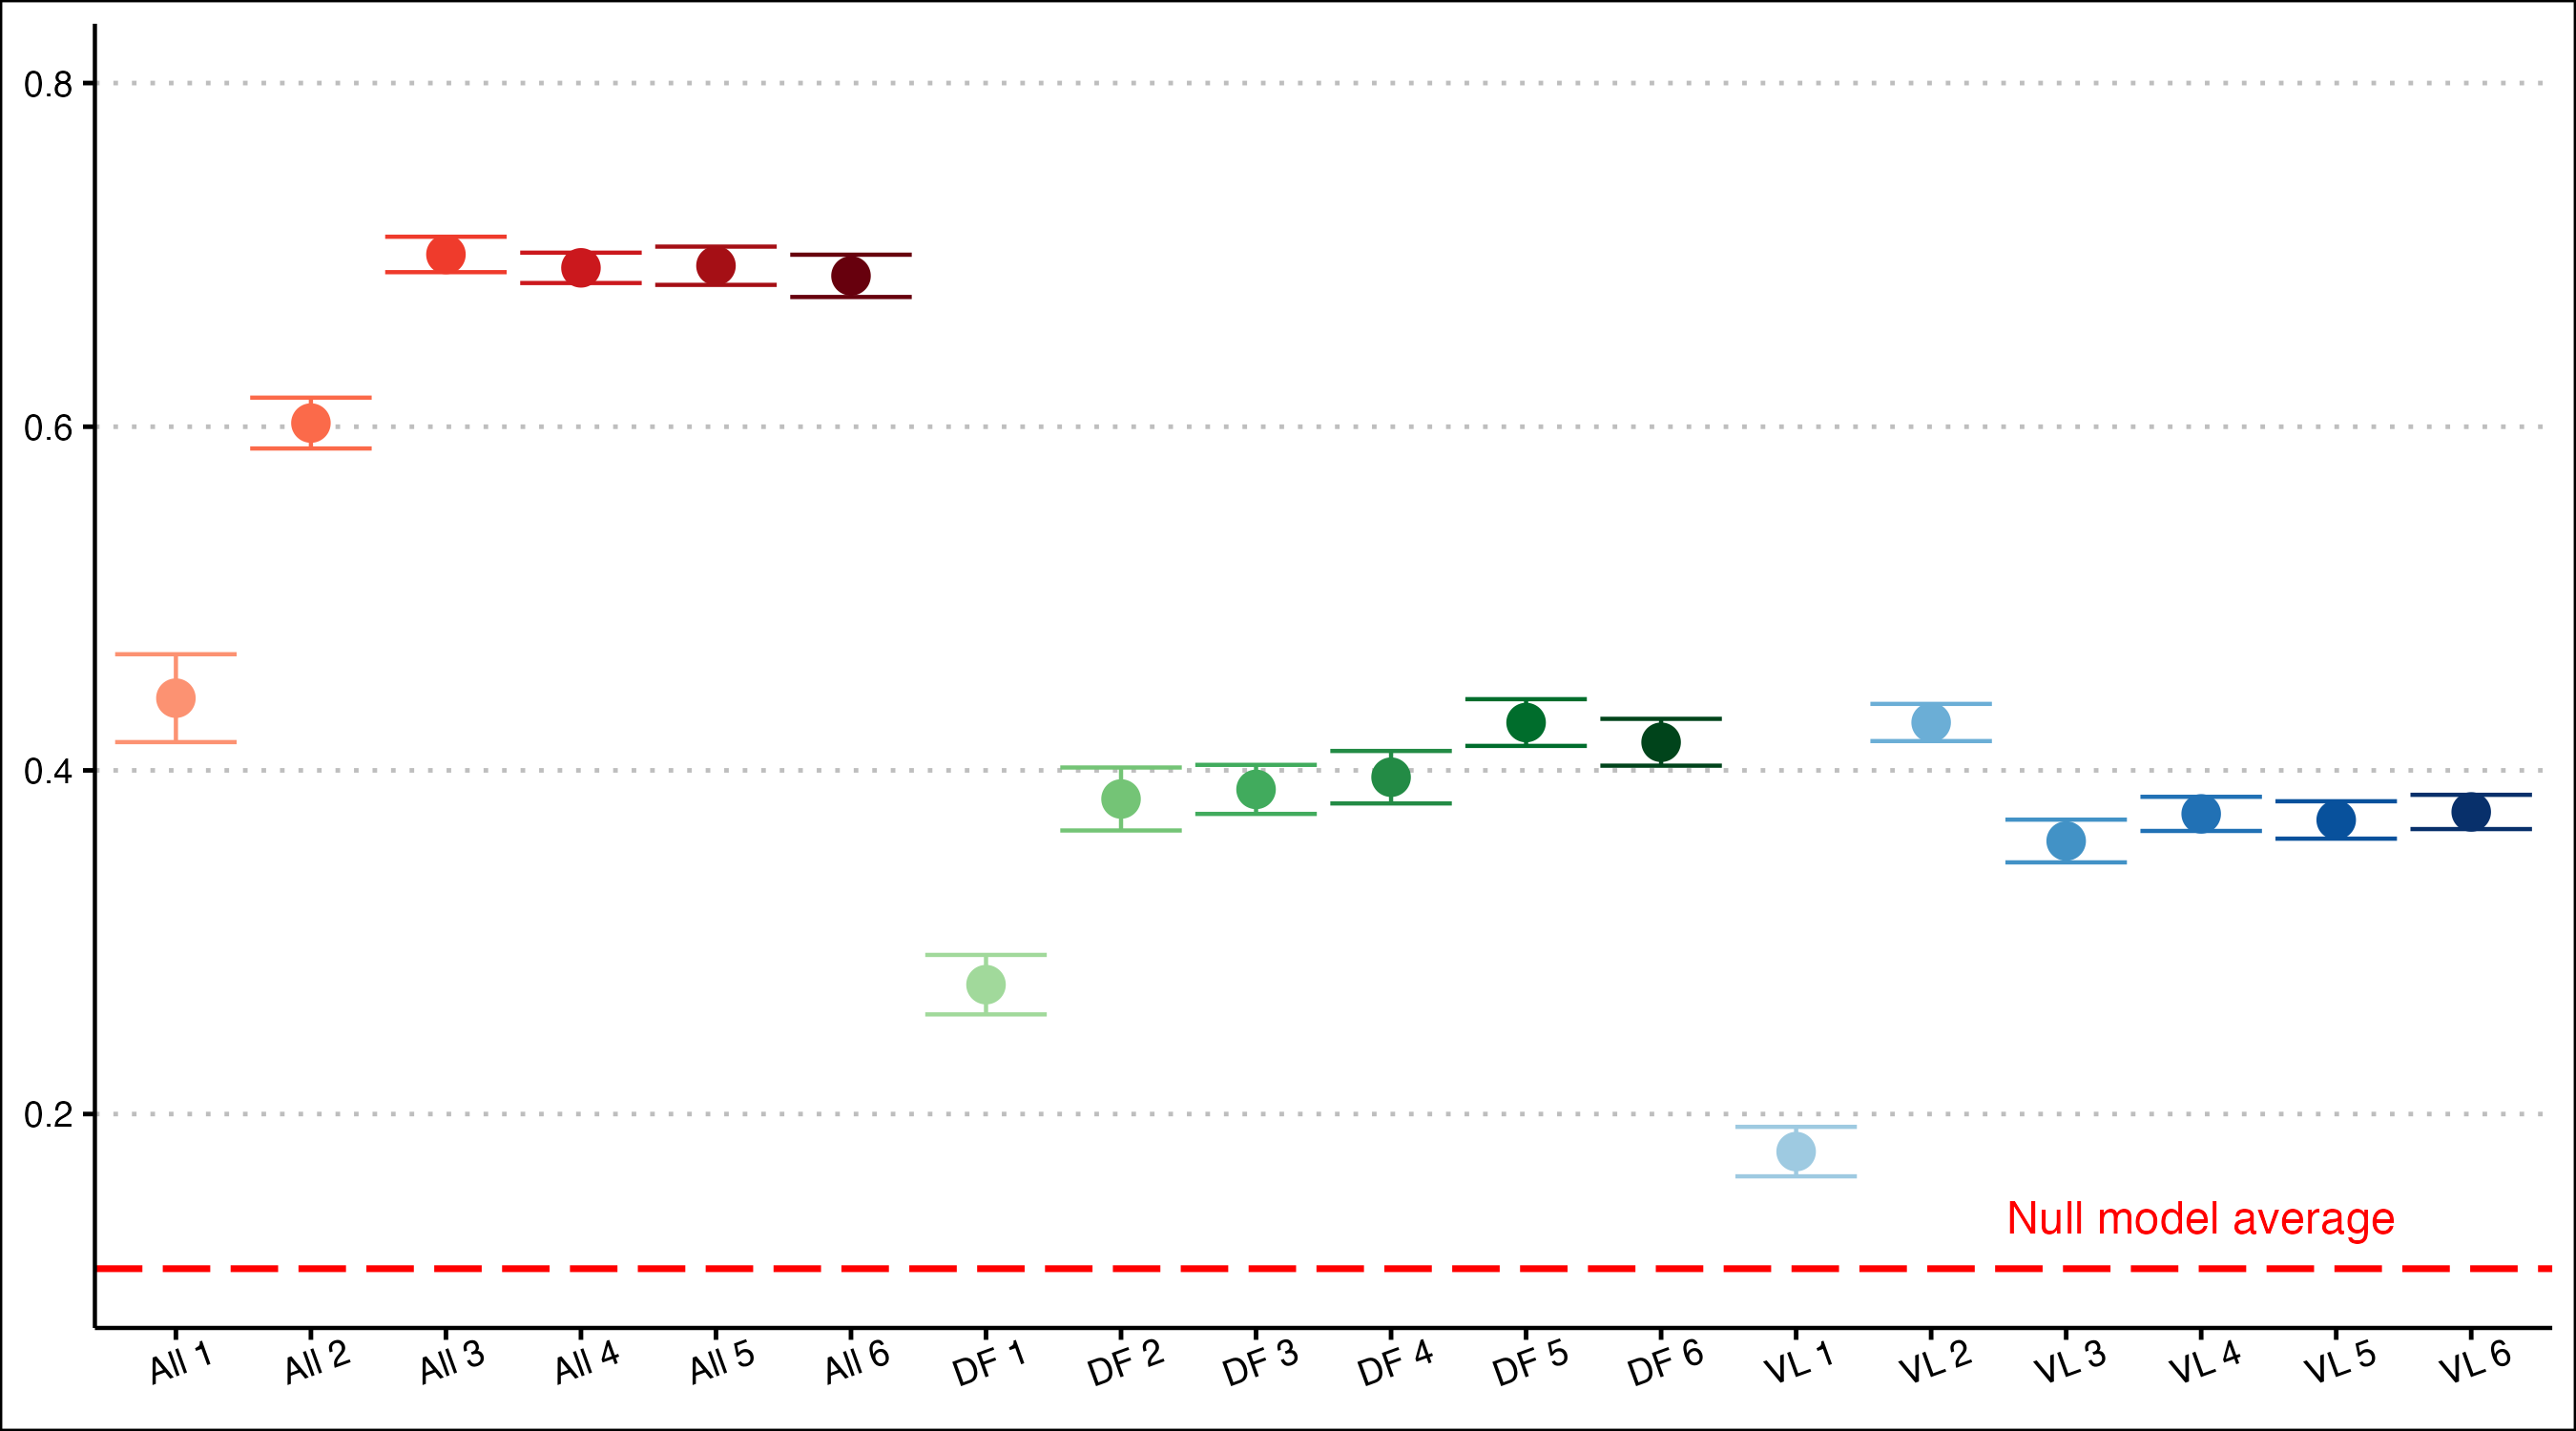 0.8
0.6
0.4
0.2
Null model average
All 1 All 2 All 3 All 4 All 5 All 6 DF 1 DF 2 DF 3 DF 4 DF 5 DF 6 VL 1 VL 2 VL 3 VL 4 VL 5 VL 6